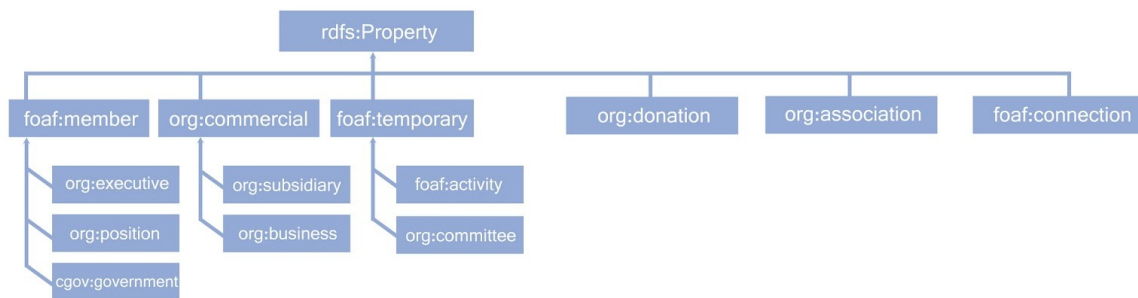 rdfs:Property
foaf:member
org:commercial
foaf:temporary
org:donation
org:association
foaf:connection
org:executive
org:subsidiary
foaf:activity
org:position
org:business
org:committee
cgov:government